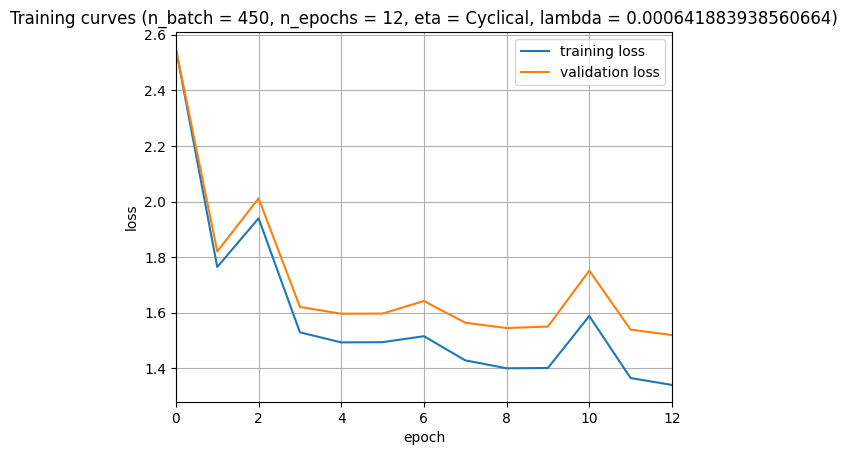 Training curves (n_batch = 450, n_epochs = 12, eta = Cyclical, lambda = 0.000641883938560664)
2.6
2.4
2.2
2.0
1.8
1.6
1.4
loss
training loss
validation loss
0 2 4 6 8 10 12
epoch